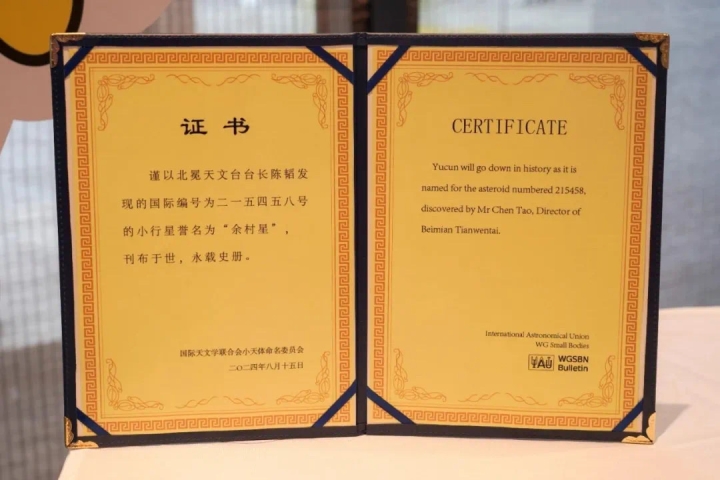 证书
谨以北冕天文台台长陈韬发
现的国际编号为二一五四五八号
的小行星誉名为“余村星”，
刊布于世，永载史册。
国际天文学联合会小天体命名委员会
二〇二四年八月十五日
CERTIFICATE
Yucun will go down in history as it is
named for the asteroid numbered 215458,
discovered by Mr Chen Tao, Director of
Beimian Tianwentai.
International Astronomical Union
WG Small Bodies
IAU
WGSBN
Bulletin